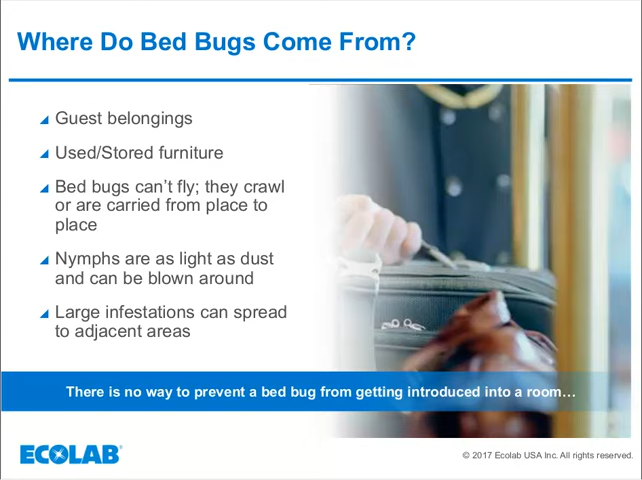 Where Do Bed Bugs Come From?
Guest belongings
Used/Stored furniture
Bed bugs can't fly; they crawl
or are carried from place to
place
Nymphs are as light as dust
and can be blown around
Large infestations can spread
to adjacent areas
There is no way to prevent a bed bug from getting introduced into a room…
ECOLAB®
© 2017 Ecolab USA Inc. All rights reserved.